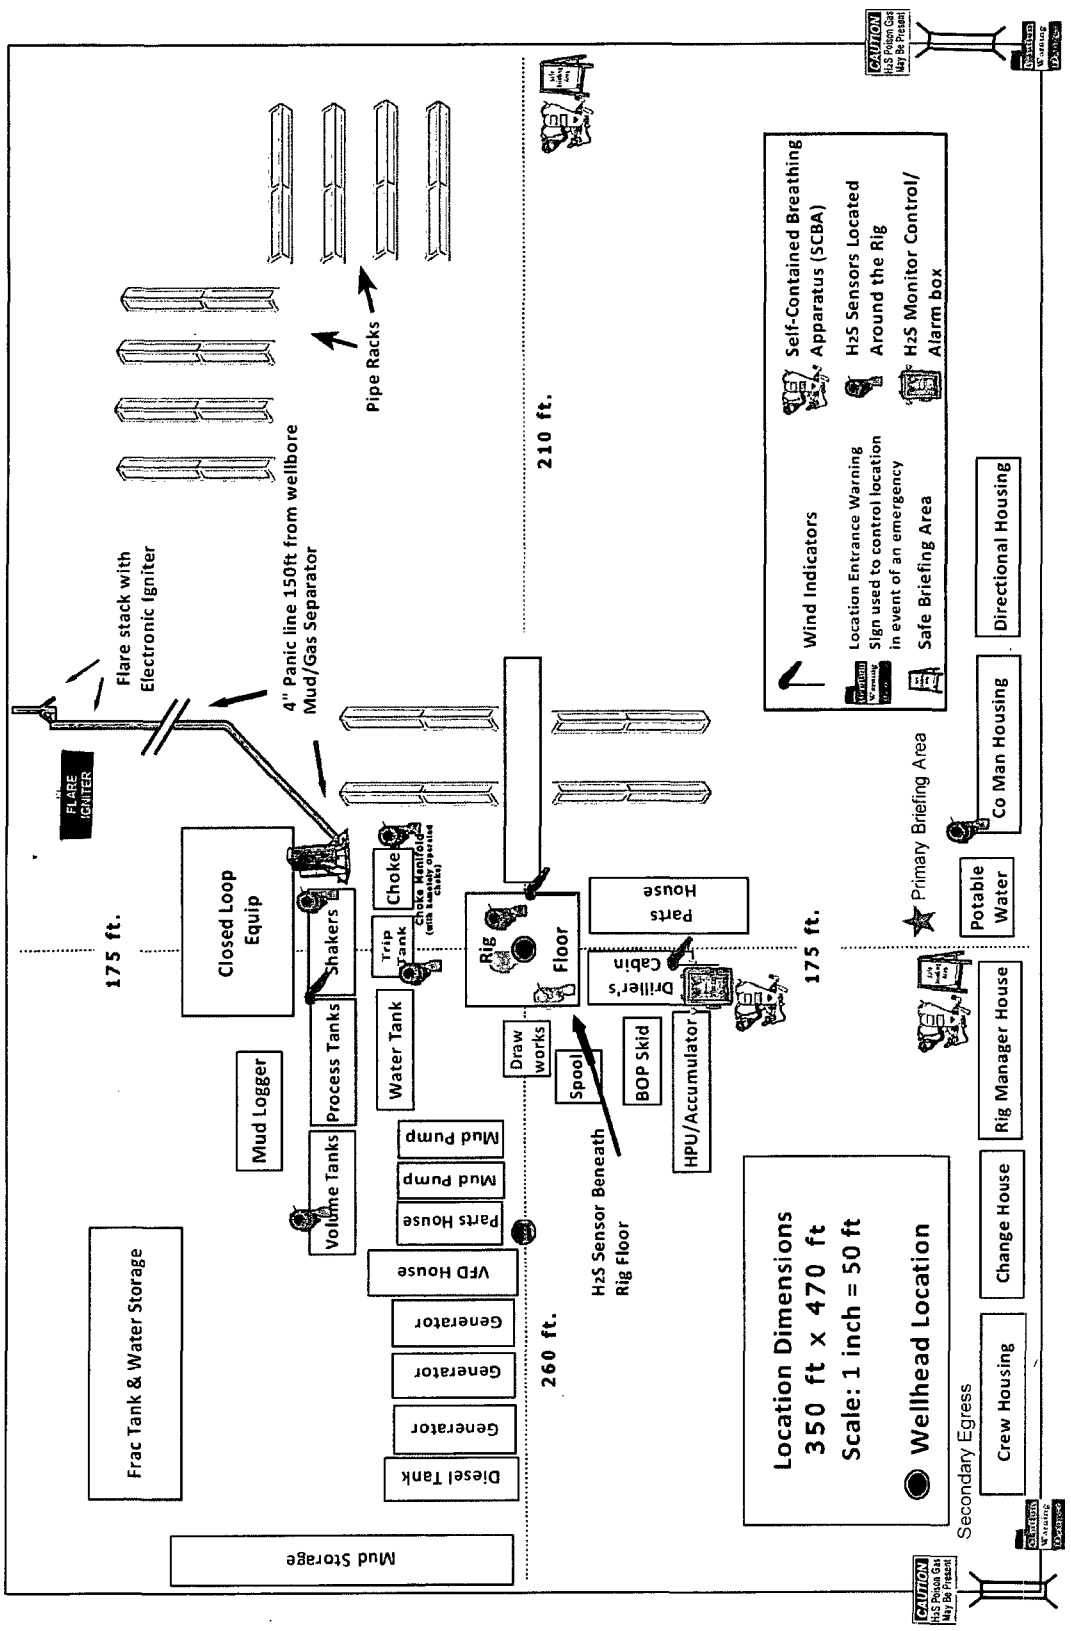 CAUTION
H2S Poison Gas
May Be Present
Warning
Flare stack with
Electronic Igniter
FLARE
IGNITER
4" Panic line 150ft from wellbore
Mud/Gas Separator
Pipe Racks
175 ft.
Closed Loop
Equip
Frac Tank & Water Storage
Mud Logger
Volume Tanks
Process Tanks
Shakers
Water Tank
Trip
Tank
Choke
Choke Manifold
(with Remotely Operated
Choke)
Mud Storage
Diesel Tank
Generator
Generator
Generator
VFD House
Parts House
Mud Pump
Mud Pump
Draw
works
Rig
Floor
260 ft.
210 ft.
Spool
BOP Skid
HPU/Accumulator
Driller's
Cabin
Parts
House
H2S Sensor Beneath
Rig Floor
175 ft.
Location Dimensions
350 ft x 470 ft
Scale: 1 inch = 50 ft
Wellhead Location
Wind Indicators
Location Entrance Warning
Sign used to control location
in event of an emergency
Safe Briefing Area
Self-Contained Breathing
Apparatus (SCBA)
H2S Sensors Located
Around the Rig
H2S Monitor Control/
Alarm box
Warning
Primary Briefing Area
Secondary Egress
Crew Housing
Change House
Rig Manager House
Potable
Water
Co Man Housing
Directional Housing
CAUTION
H2S Poison Gas
May Be Present
Warning